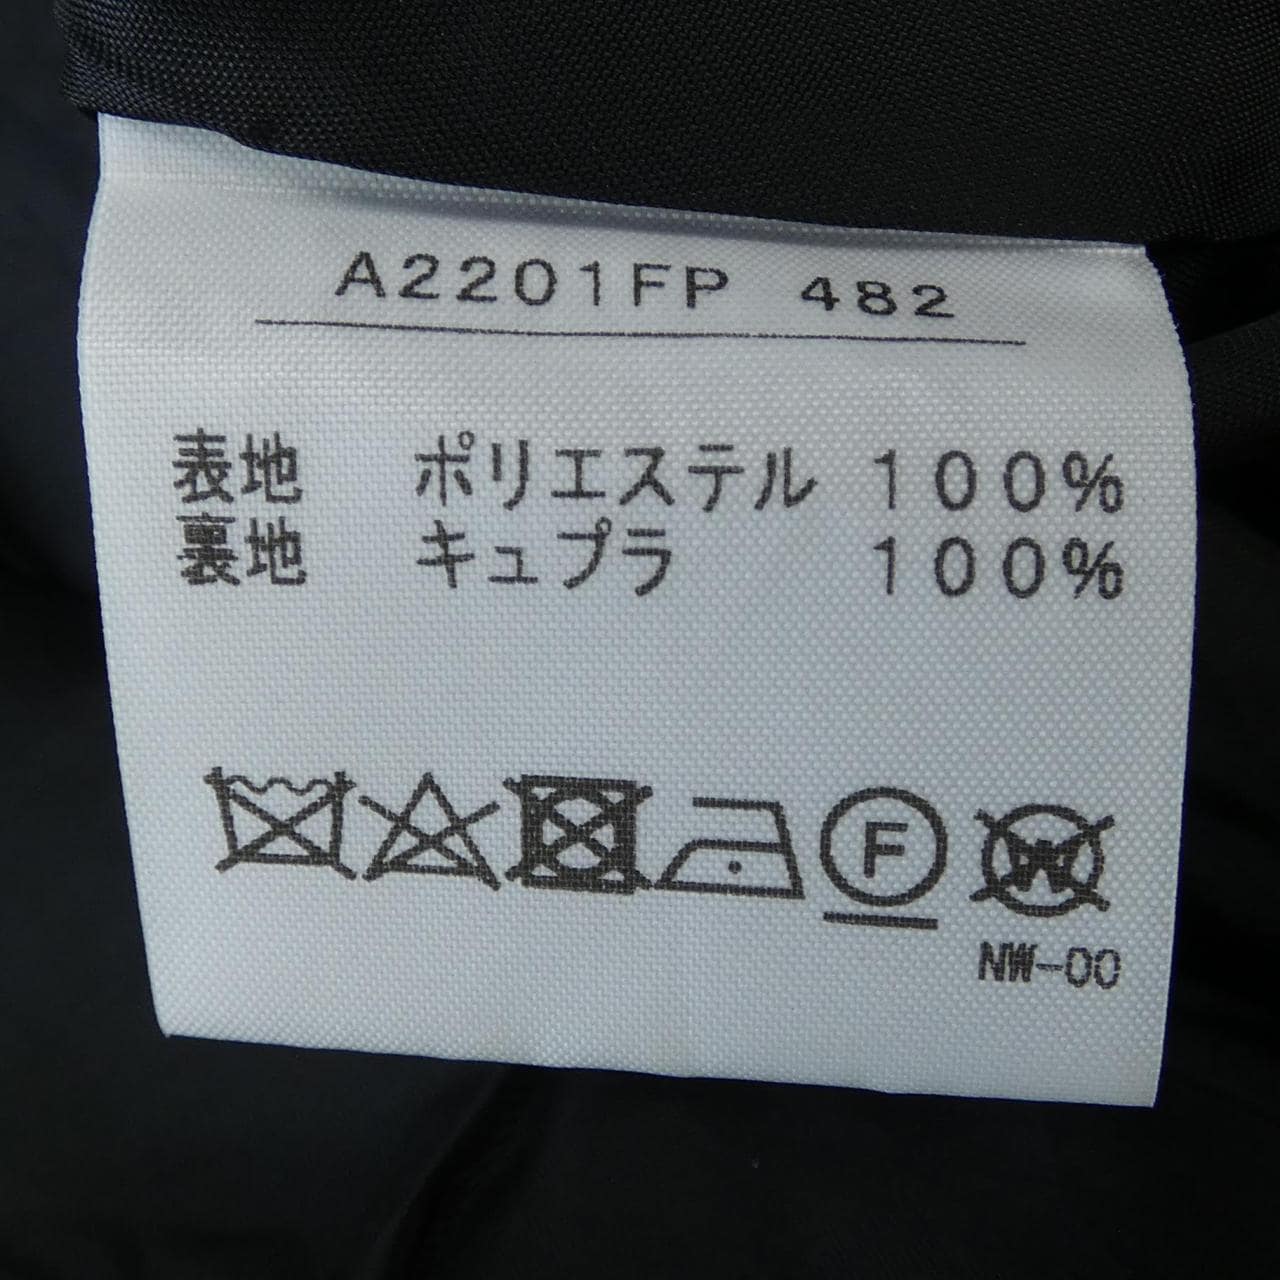 A2201FP 482
表地 ポリエステル 100%
裏地 キュプラ 100%
F W
NW-00